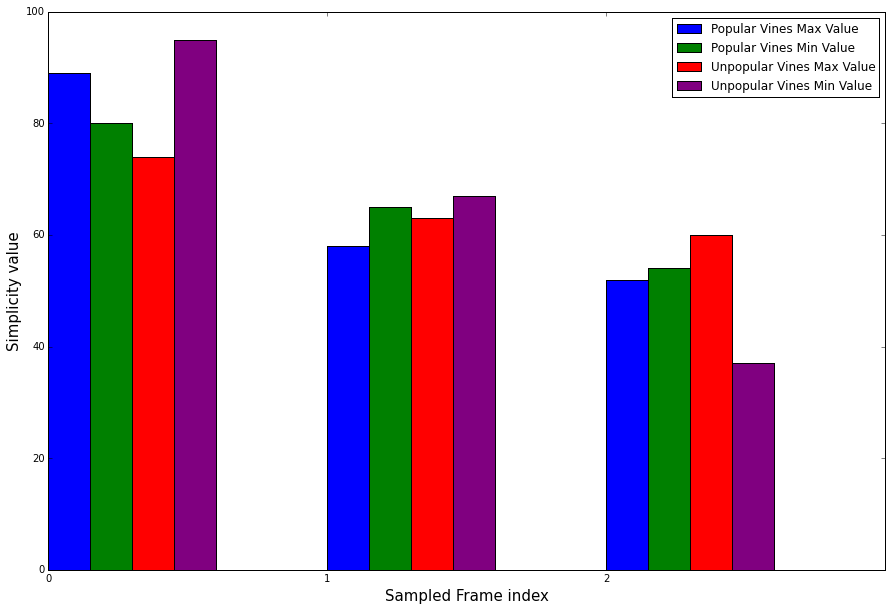 Popular Vines Max Value
Popular Vines Min Value
Unpopular Vines Max Value
Unpopular Vines Min Value
100
80
60
40
20
0
Simplicity value
0 1 2
Sampled Frame index